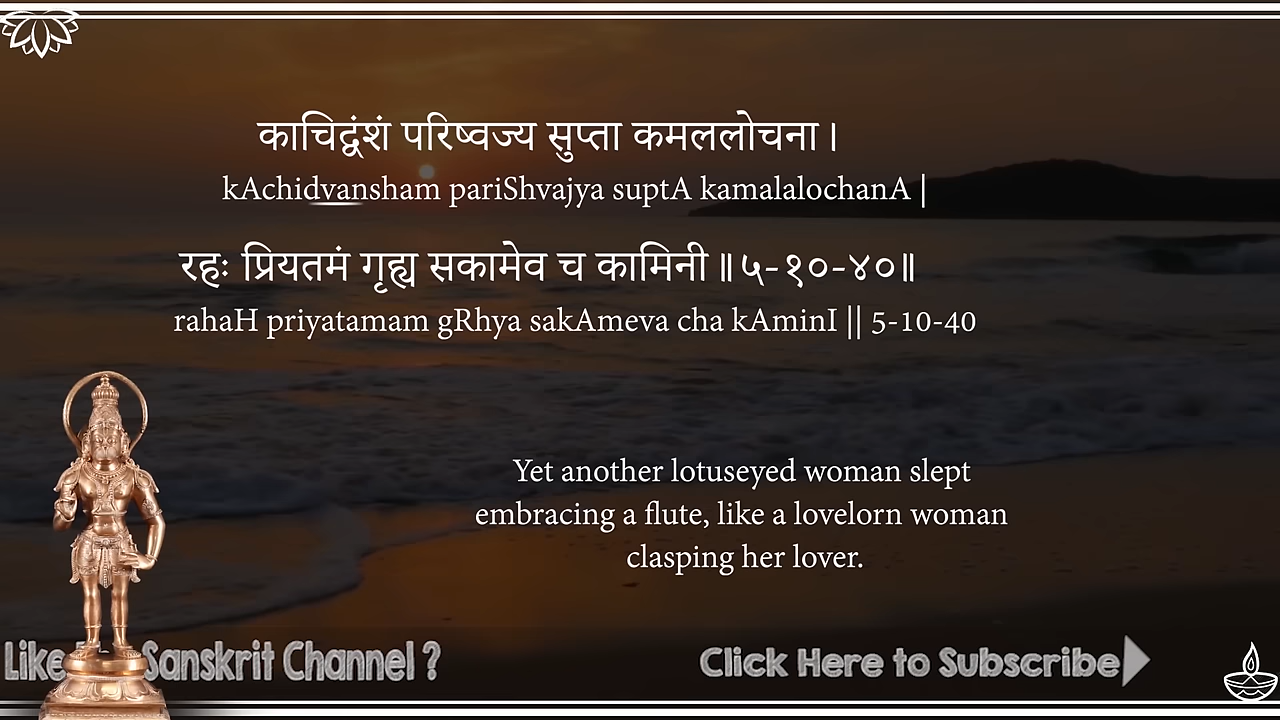 काचिद्वंशं परिष्वज्य सुप्ता कमललोचना।
kAchidvansham pariShvajya suptA kamalalochanA |
रहः प्रियतमं गृह्य सकामेव च कामिनी॥५-१०-४०॥
rahaH priyatamam gRhya sakAmeva cha kAminI || 5-10-40
Yet another lotuseyed woman slept
embracing a flute, like a lovelorn woman
clasping her lover.
Like Sanskrit Channel ?
Click Here to Subscribe